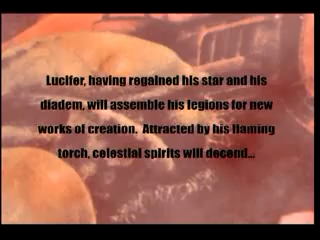 Lucifer, having regained his star and his
diadem, will assemble his legions for new
works of creation. Attracted by his flaming
torch, celestial spirits will decend...